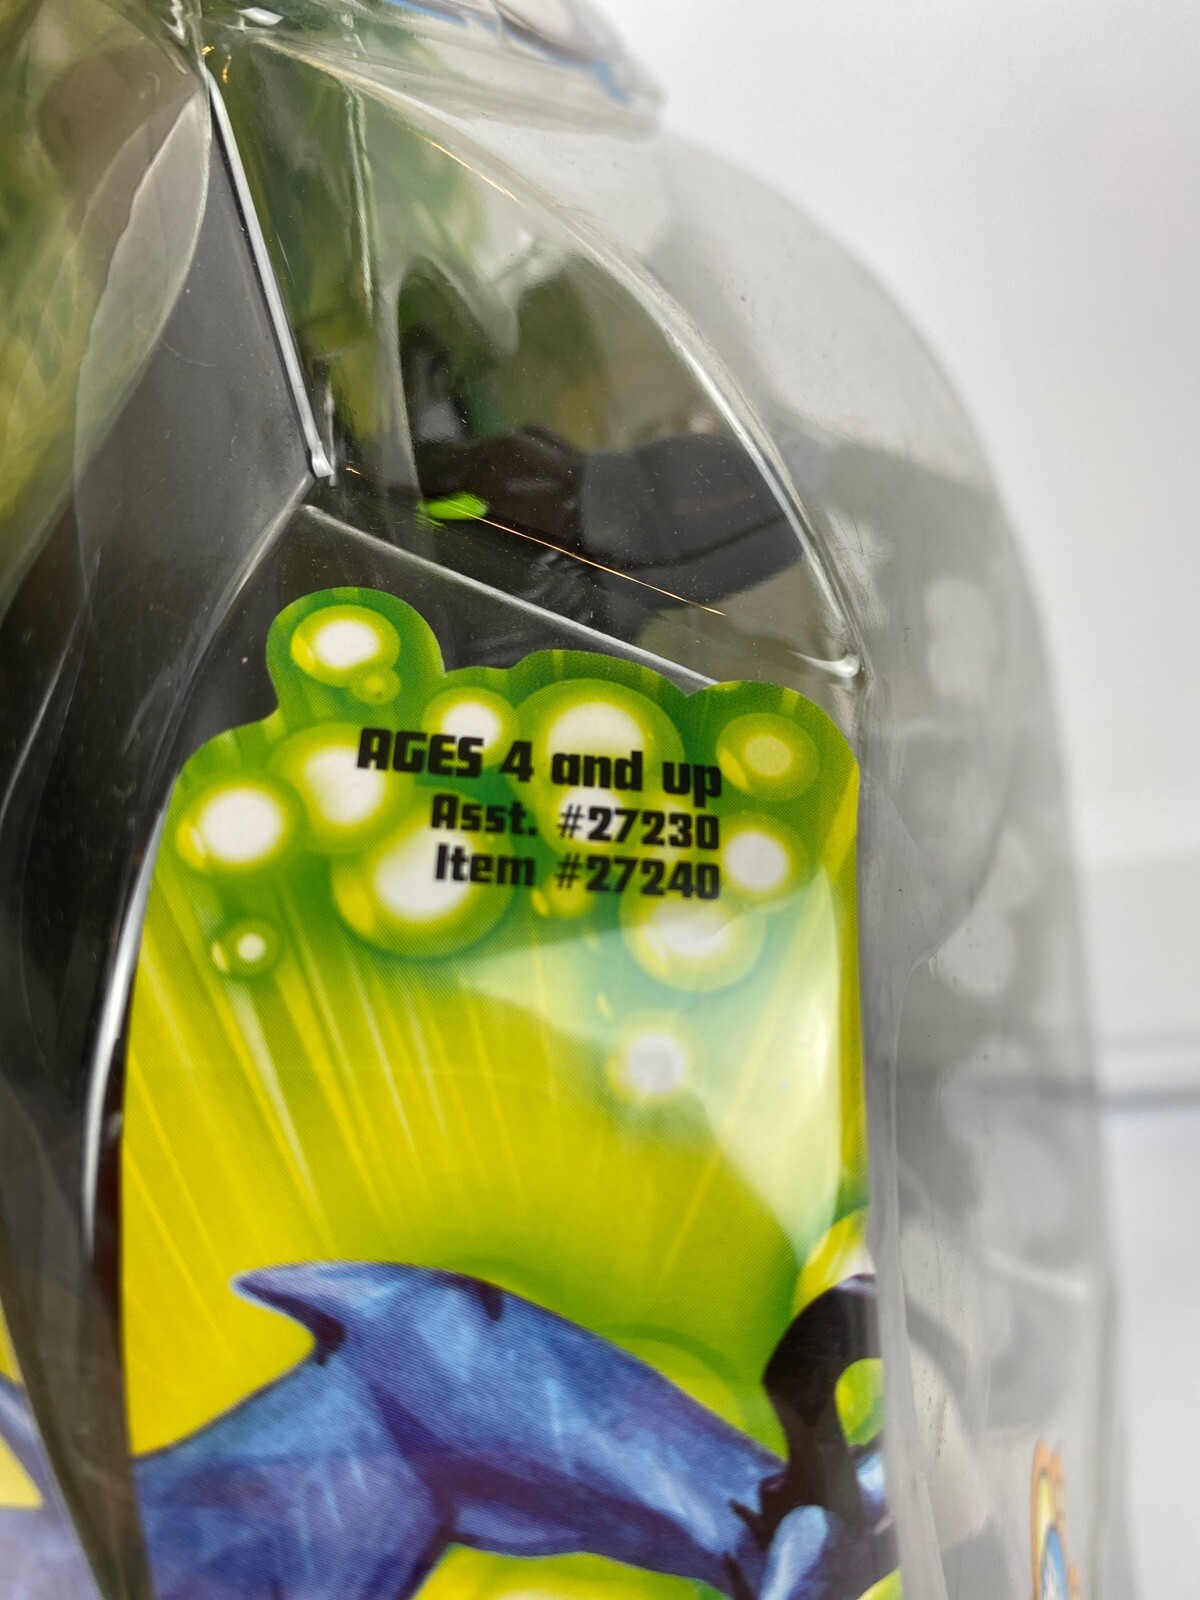 AGES 4 and up
Asst. #27230
Item #27240